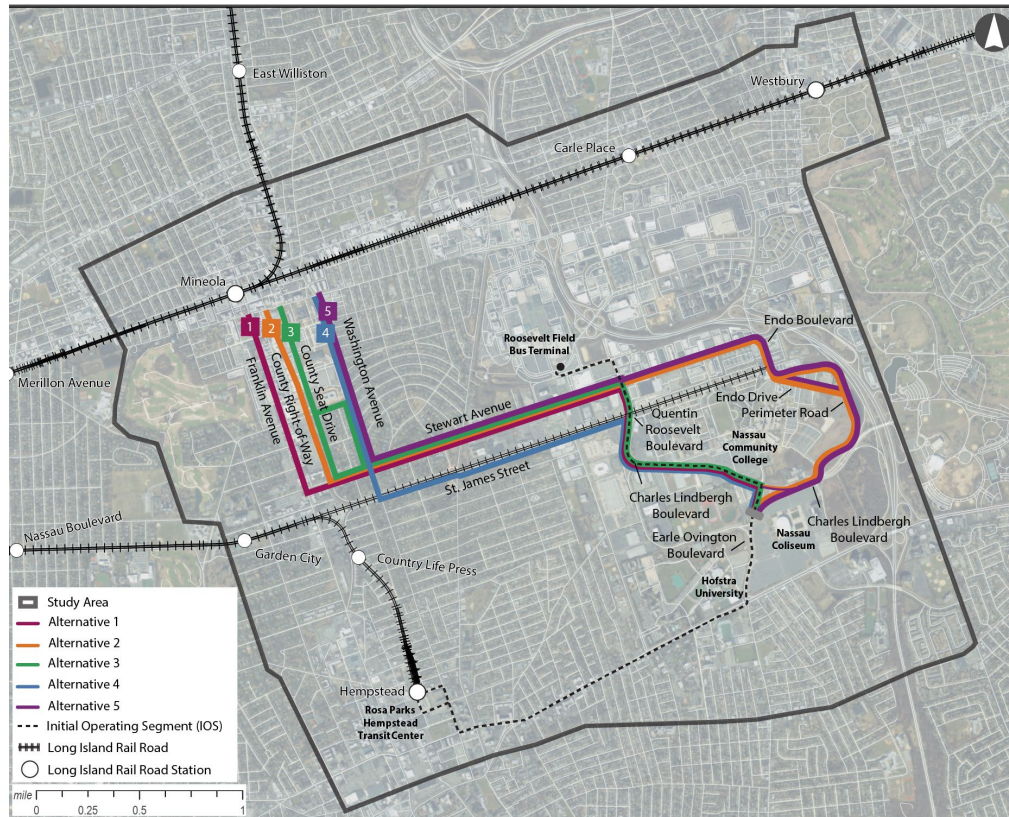 East Williston
Westbury
Carle Place
Mineola
Merillon Avenue
1
2
3
4
5
Franklin Avenue
County Right-of-Way
County Seat Drive
Washington Avenue
Roosevelt Field
Bus Terminal
Endo Boulevard
Endo Drive
Perimeter Road
Stewart Avenue
Quentin
Roosevelt
Boulevard
Nassau
Community
College
St. James Street
Charles Lindbergh
Boulevard
Charles Lindbergh
Boulevard
Earle Ovington
Boulevard
Nassau
Coliseum
Hofstra
University
Nassau Boulevard
Garden City
Country Life Press
Hempstead
Rosa Parks
Hempstead
Transit Center
Study Area
Alternative 1
Alternative 2
Alternative 3
Alternative 4
Alternative 5
Initial Operating Segment (IOS)
Long Island Rail Road
Long Island Rail Road Station
mile
0 0.25 0.5 1